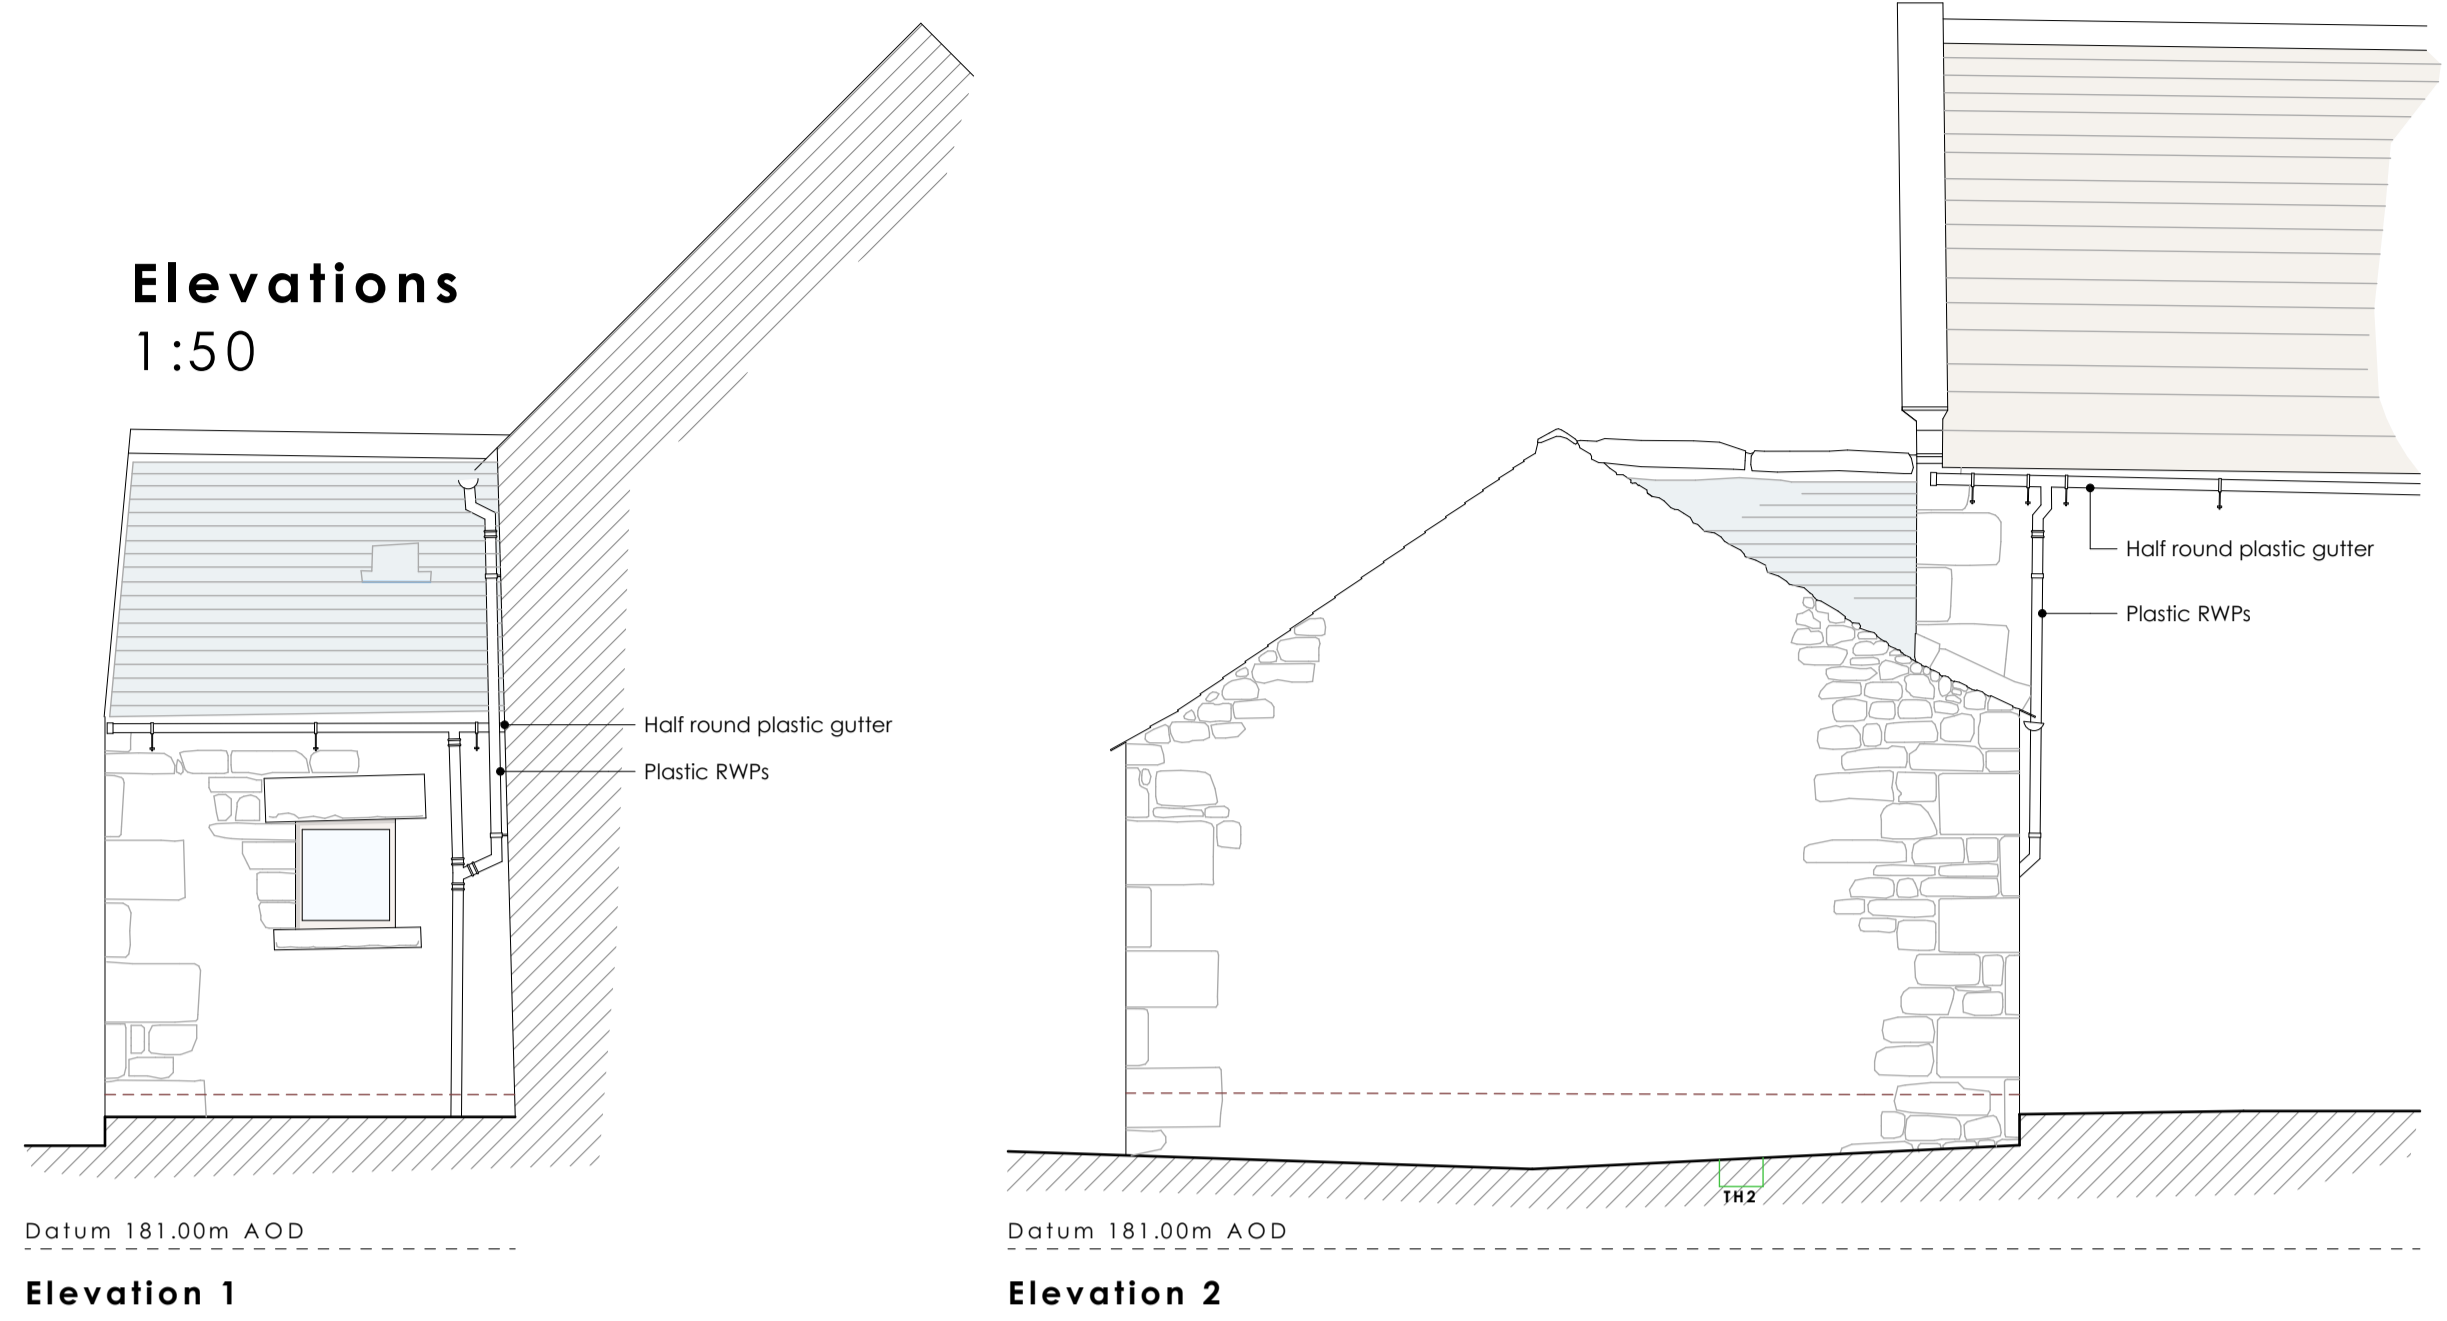 Elevations
1:50
Half round plastic gutter
Plastic RWPs
Datum 181.00m AOD
Elevation 1
Half round plastic gutter
Plastic RWPs
TH2
Datum 181.00m AOD
Elevation 2